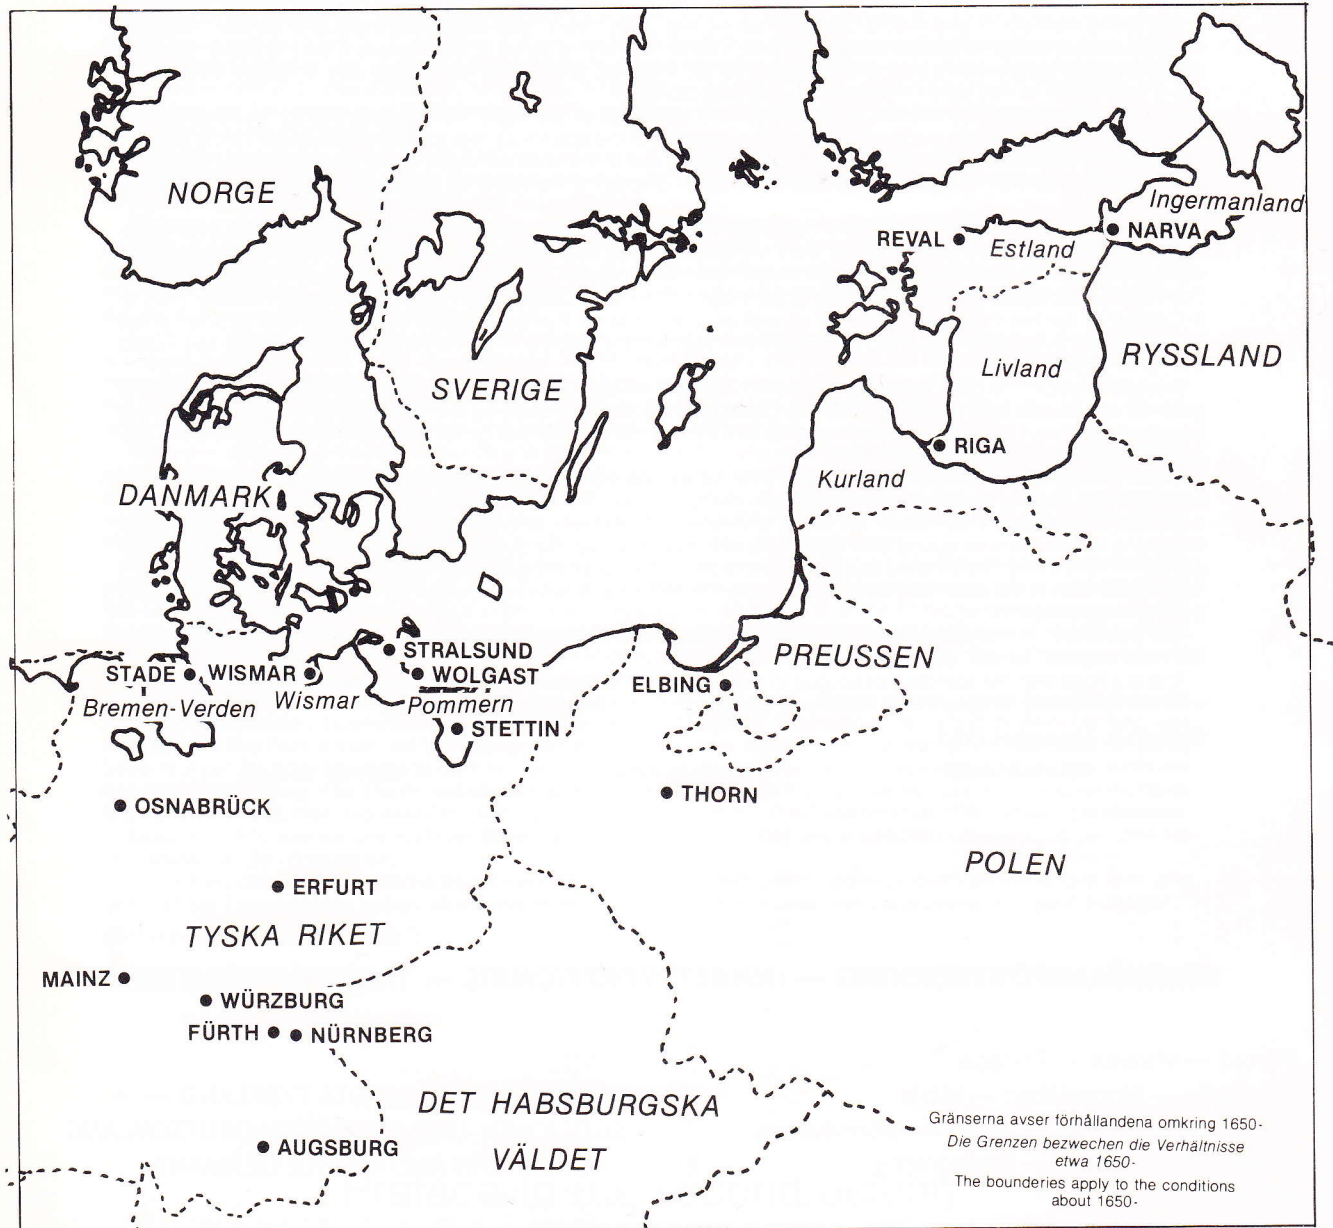 NORGE
Ingermanland
NARVA
REVAL
Estland
RYSSLAND
Livland
SVERIGE
RIGA
Kurland
DANMARK
STRALSUND
WOLGAST
STADE
WISMAR
PREUSSEN
ELBING
Bremen-Verden
Wismar
Pommern
STETTIN
THORN
OSNABRÜCK
POLEN
ERFURT
TYSKA RIKET
MAINZ
WÜRZBURG
FÜRTH
NÜRNBERG
DET HABSBURGSKA
VÄLDET
AUGSBURG
Gränserna avser förhållandena omkring 1650-
Die Grenzen bezwechen die Verhältnisse
etwa 1650-
The bounderies apply to the conditions
about 1650-